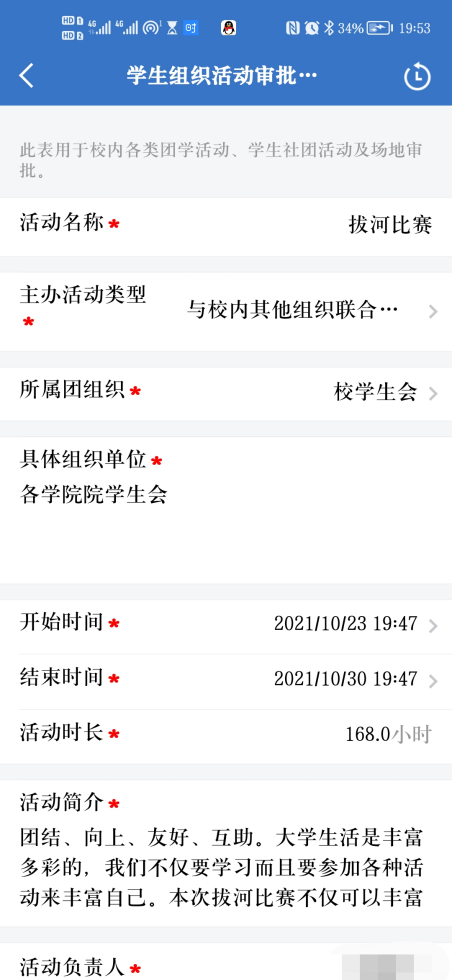 HD 1 4G 4G 1 时 34% 19:53
HD 2
学生组织活动审批…
此表用于校内各类团学活动、学生社团活动及场地审
批。
活动名称* 拔河比赛
主办活动类型
* 与校内其他组织联合…
所属团组织* 校学生会
具体组织单位*
各学院院学生会
开始时间* 2021/10/23 19:47
结束时间* 2021/10/30 19:47
活动时长* 168.0小时
活动简介*
团结、向上、友好、互助。大学生活是丰富
多彩的，我们不仅要学习而且要参加各种活
动来丰富自己。本次拔河比赛不仅可以丰富
活动负责人*